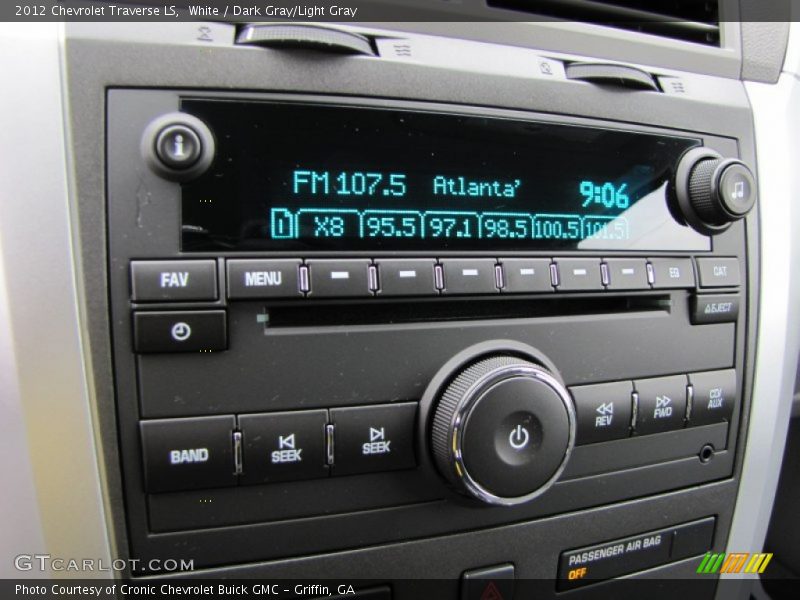 2012 Chevrolet Traverse LS, White / Dark Gray/Light Gray
i
FM 107.5 Atlanta' 9:06
1 X8 95.5 97.1 98.5 100.5 101.5
FAV MENU EQ CAT
EJECT
BAND SEEK SEEK REV FWD CD/AUX
PASSENGER AIR BAG
OFF
GTCARLOT.COM
Photo Courtesy of Cronic Chevrolet Buick GMC - Griffin, GA